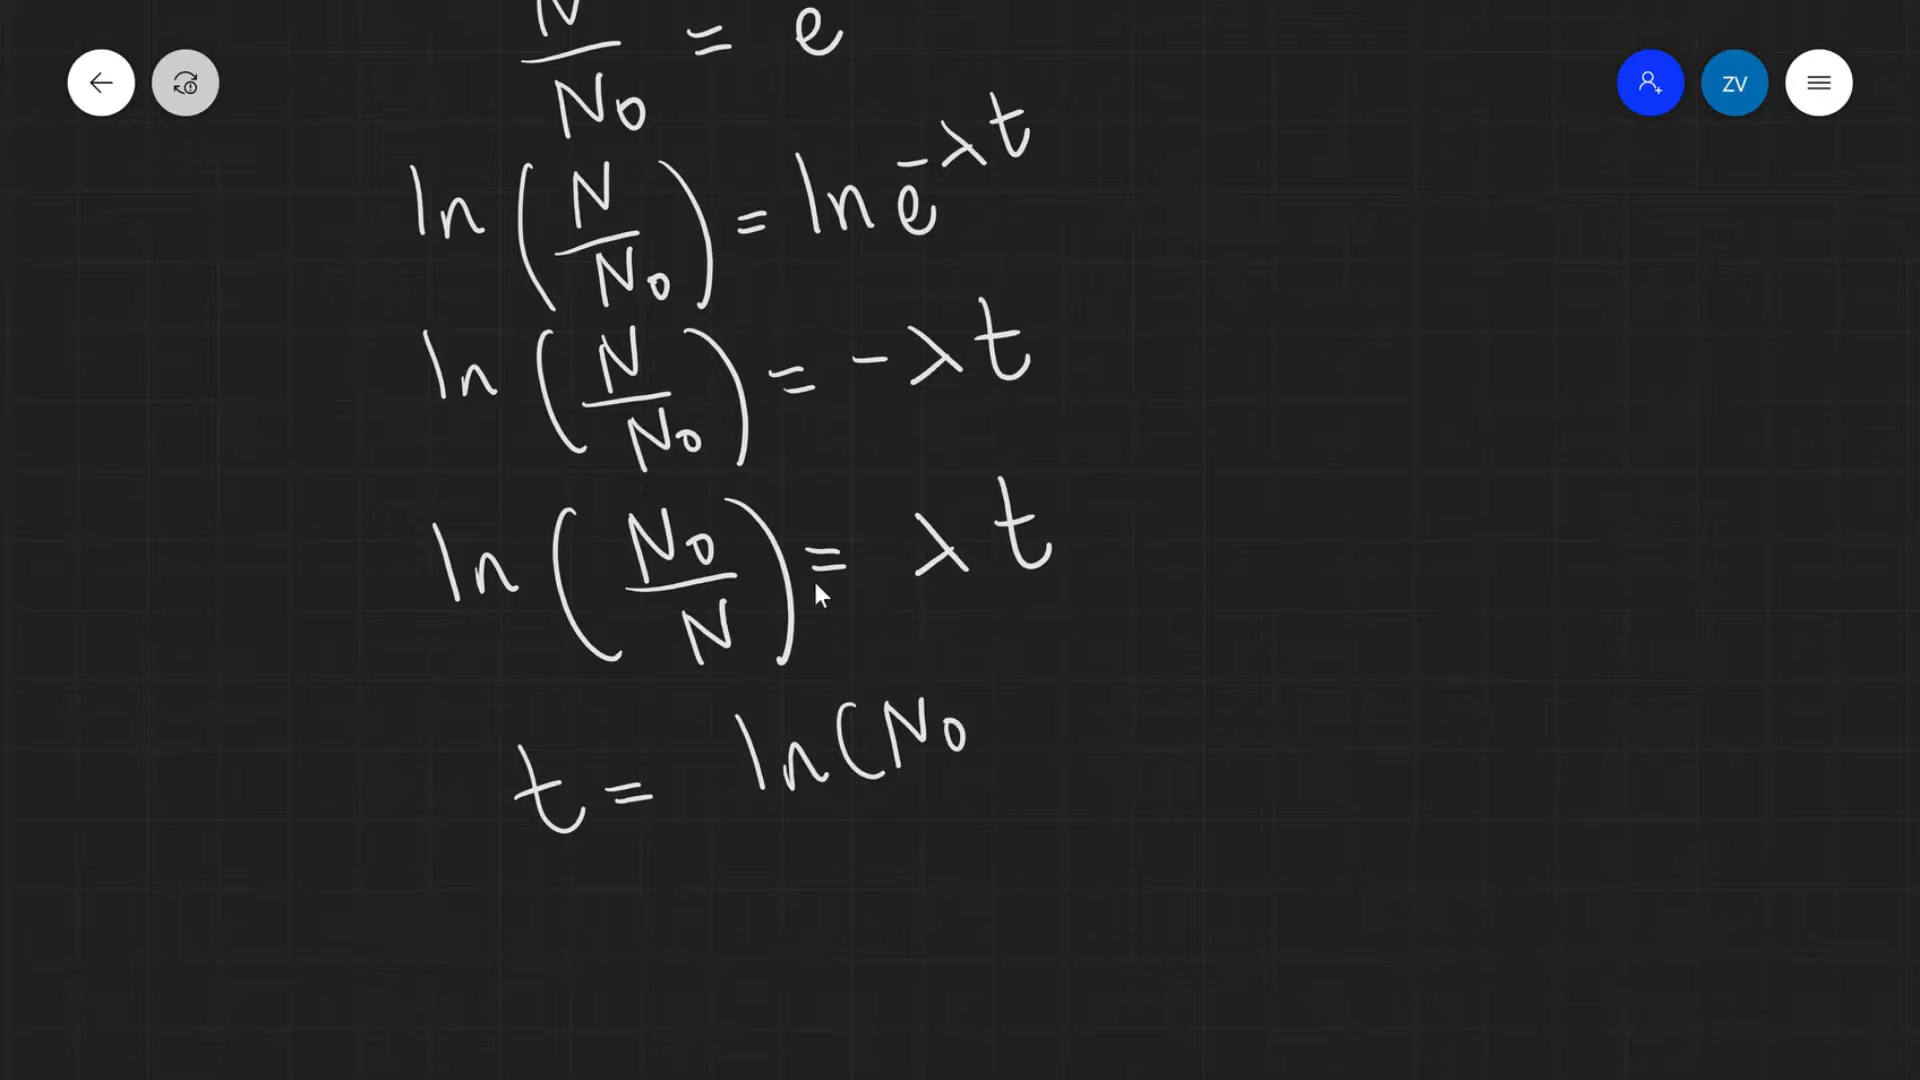 N/N₀ = e
ZV
ln(N/N₀) = ln e^-λt
ln(N/N₀) = -λt
ln(N₀/N) = λt
t = ln(N₀